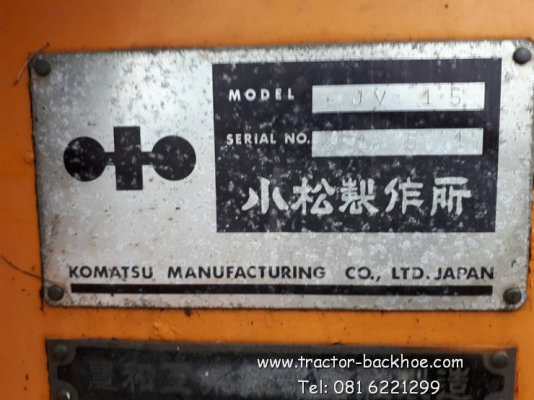 MODEL JV 15
SERIAL NO.
小松製作所
KOMATSU MANUFACTURING CO., LTD. JAPAN
www.tractor-backhoe.com
Tel: 081 6221299